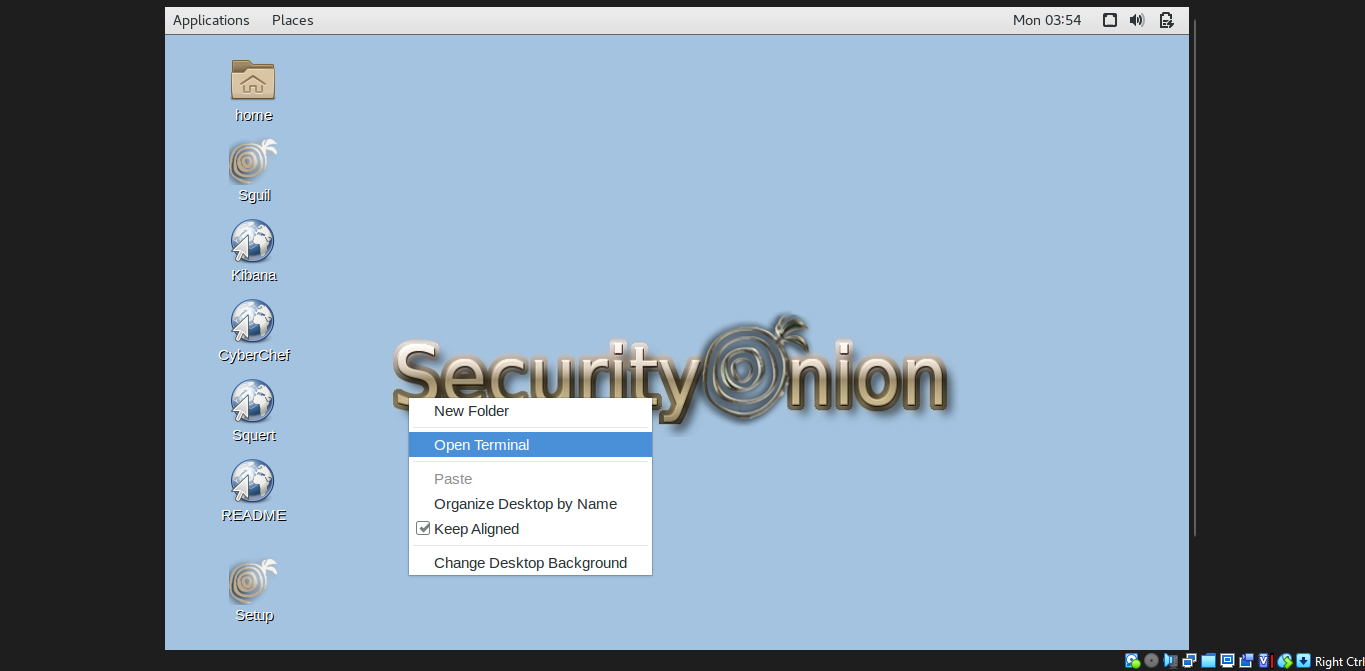 Applications Places Mon 03:54
home
Sguil
Kibana
CyberChef
Squert
README
Setup
SecurityOnion
New Folder
Open Terminal
Paste
Organize Desktop by Name
Keep Aligned
Change Desktop Background
Right Ctrl